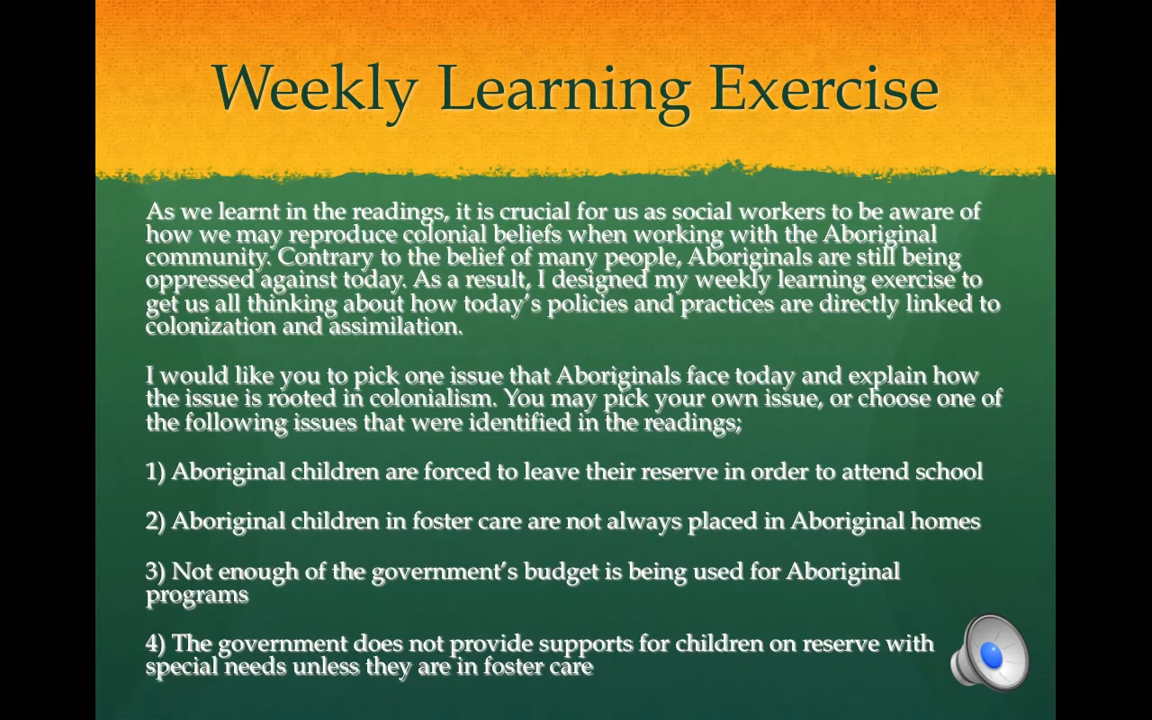 Weekly Learning Exercise
As we learnt in the readings, it is crucial for us as social workers to be aware of
how we may reproduce colonial beliefs when working with the Aboriginal
community. Contrary to the belief of many people, Aboriginals are still being
oppressed against today. As a result, I designed my weekly learning exercise to
get us all thinking about how today's policies and practices are directly linked to
colonization and assimilation.
I would like you to pick one issue that Aboriginals face today and explain how
the issue is rooted in colonialism. You may pick your own issue, or choose one of
the following issues that were identified in the readings;
1) Aboriginal children are forced to leave their reserve in order to attend school
2) Aboriginal children in foster care are not always placed in Aboriginal homes
3) Not enough of the government's budget is being used for Aboriginal
programs
4) The government does not provide supports for children on reserve with
special needs unless they are in foster care